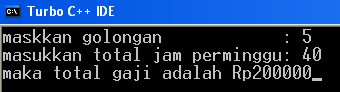 Turbo C++ IDE
maskkan golongan : 5
masukkan total jam perminggu: 40
maka total gaji adalah Rp200000_